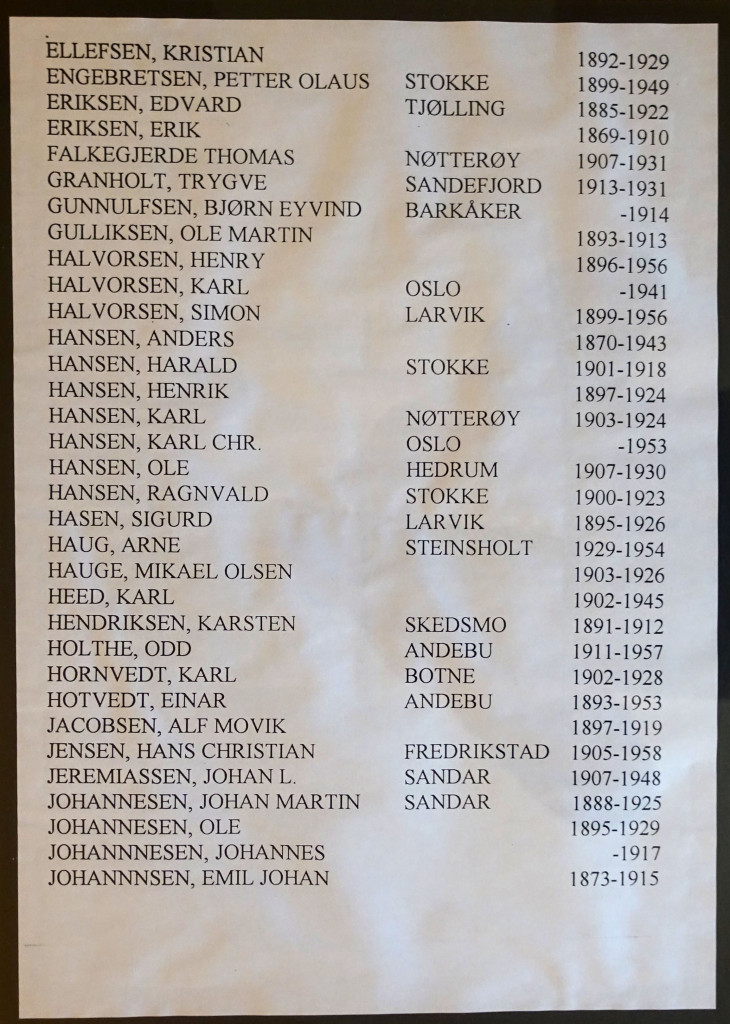 ELLEFSEN, KRISTIAN 1892-1929
ENGEBRETSEN, PETTER OLAUS STOKKE 1899-1949
ERIKSEN, EDVARD TJØLLING 1885-1922
ERIKSEN, ERIK 1869-1910
FALKEGJERDE THOMAS NØTTERØY 1907-1931
GRANHOLT, TRYGVE SANDEFJORD 1913-1931
GUNNULFSEN, BJØRN EYVIND BARKÅKER -1914
GULLIKSEN, OLE MARTIN 1893-1913
HALVORSEN, HENRY 1896-1956
HALVORSEN, KARL OSLO -1941
HALVORSEN, SIMON LARVIK 1899-1956
HANSEN, ANDERS 1870-1943
HANSEN, HARALD STOKKE 1901-1918
HANSEN, HENRIK 1897-1924
HANSEN, KARL NØTTERØY 1903-1924
HANSEN, KARL CHR. OSLO -1953
HANSEN, OLE HEDRUM 1907-1930
HANSEN, RAGNVALD STOKKE 1900-1923
HASEN, SIGURD LARVIK 1895-1926
HAUG, ARNE STEINSHOLT 1929-1954
HAUGE, MIKAEL OLSEN 1903-1926
HEED, KARL 1902-1945
HENDRIKSEN, KARSTEN SKEDSMO 1891-1912
HOLTHE, ODD ANDEBU 1911-1957
HORNVEDT, KARL BOTNE 1902-1928
HOTVEDT, EINAR ANDEBU 1893-1953
JACOBSEN, ALF MOVIK 1897-1919
JENSEN, HANS CHRISTIAN FREDRIKSTAD 1905-1958
JEREMIASSEN, JOHAN L. SANDAR 1907-1948
JOHANNESEN, JOHAN MARTIN SANDAR 1888-1925
JOHANNESEN, OLE 1895-1929
JOHANNNESEN, JOHANNES -1917
JOHANNNSEN, EMIL JOHAN 1873-1915